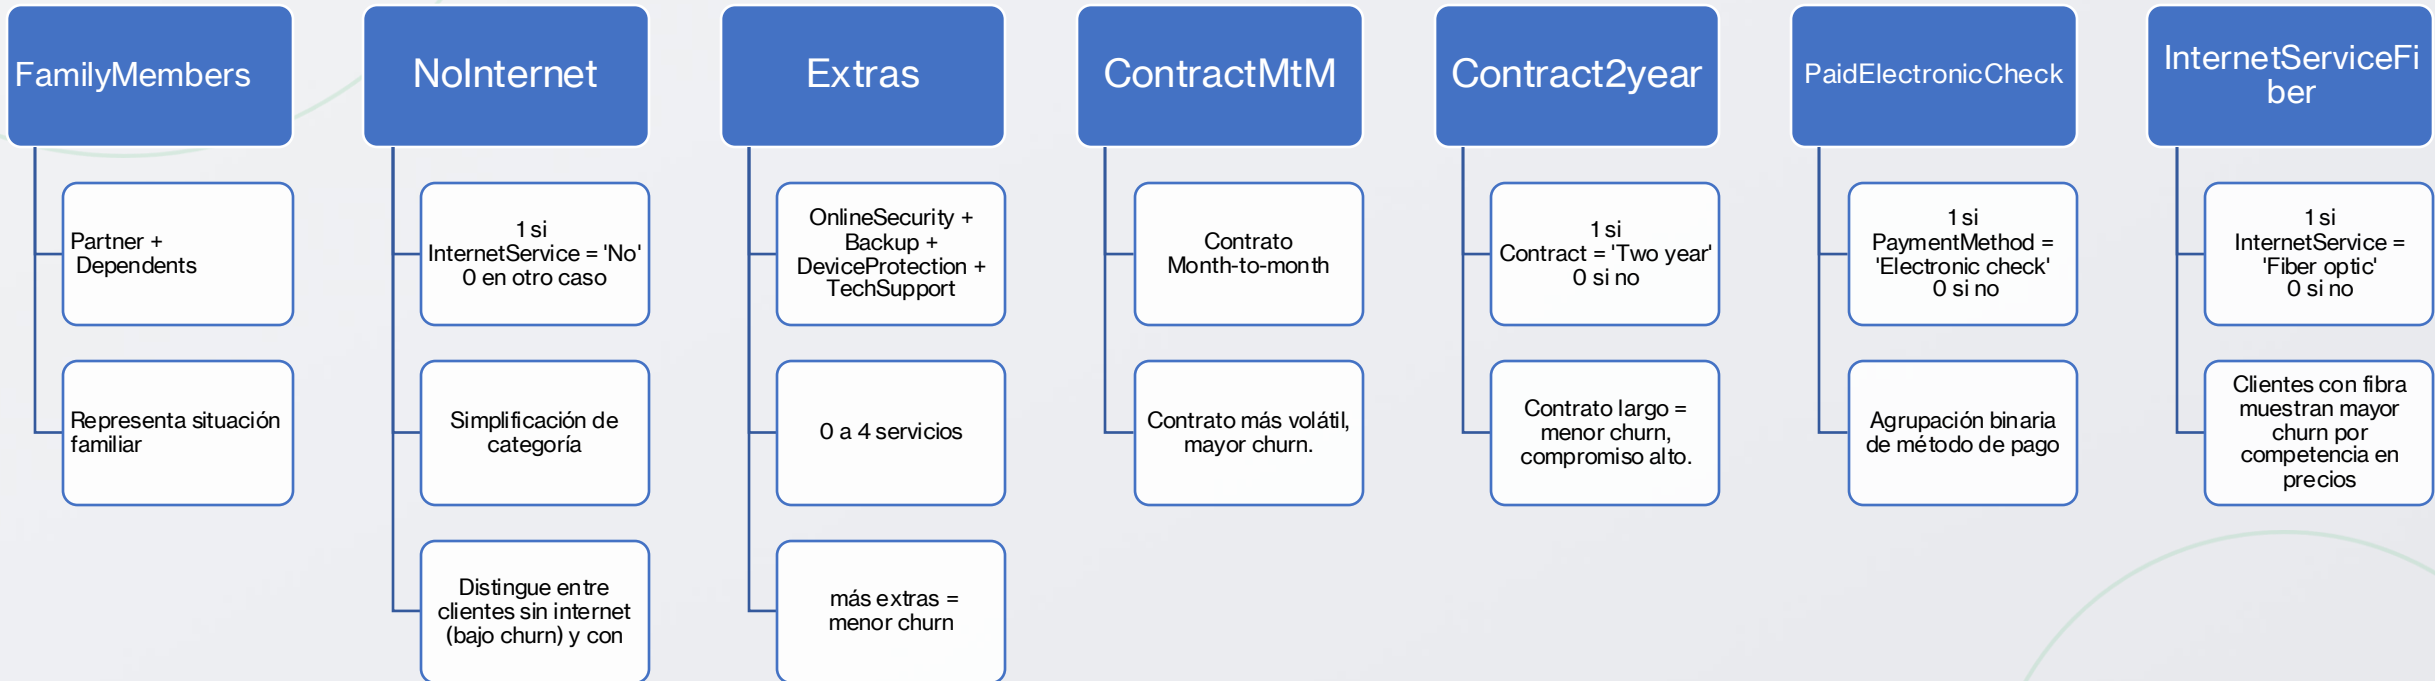 FamilyMembers
Partner +
Dependents
Representa situación
familiar
NoInternet
1 si
InternetService = 'No'
0 en otro caso
Simplificación de
categoría
Distingue entre
clientes sin internet
(bajo churn) y con
Extras
OnlineSecurity +
Backup +
DeviceProtection +
TechSupport
0 a 4 servicios
más extras =
menor churn
ContractMtM
Contrato
Month-to-month
Contrato más volátil,
mayor churn.
Contract2year
1 si
Contract = 'Two year'
0 si no
Contrato largo =
menor churn,
compromiso alto.
PaidElectronicCheck
1 si
PaymentMethod =
'Electronic check'
0 si no
Agrupación binaria
de método de pago
InternetServiceFi
ber
1 si
InternetService =
'Fiber optic'
0 si no
Clientes con fibra
muestran mayor
churn por
competencia en
precios